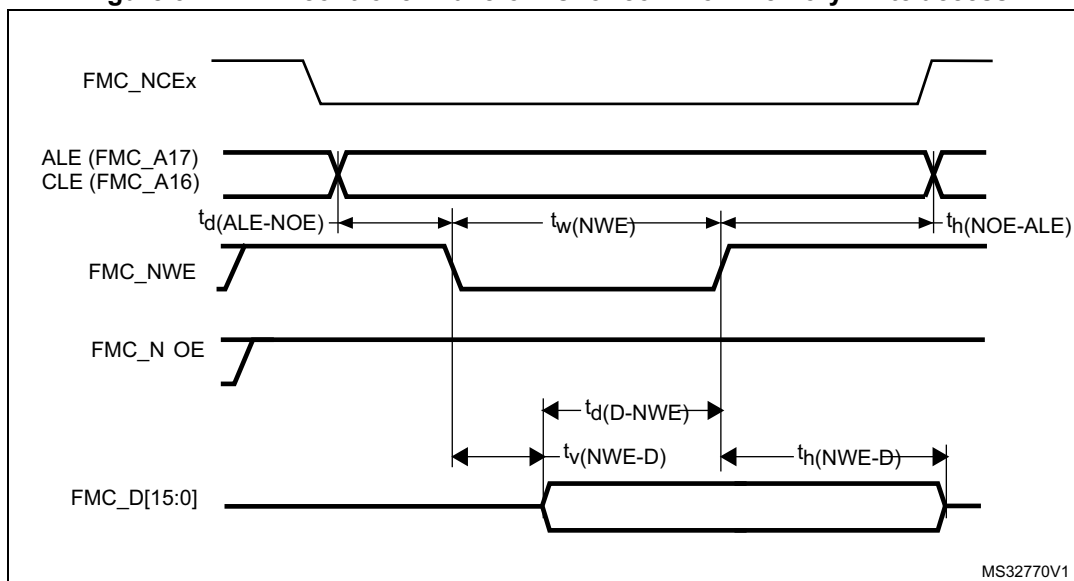 FMC_NCEx
ALE (FMC_A17)
CLE (FMC_A16)
td(ALE-NOE) tw(NWE) th(NOE-ALE)
FMC_NWE
FMC_N OE
td(D-NWE)
tv(NWE-D) th(NWE-D)
FMC_D[15:0]
MS32770V1